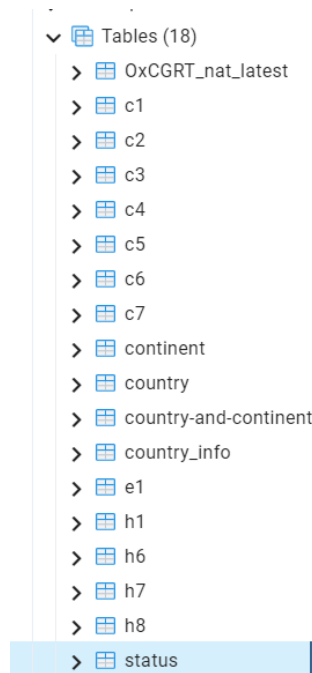 Tables (18)
OxCGRT_nat_latest
c1
c2
c3
c4
c5
c6
c7
continent
country
country-and-continent
country_info
e1
h1
h6
h7
h8
status